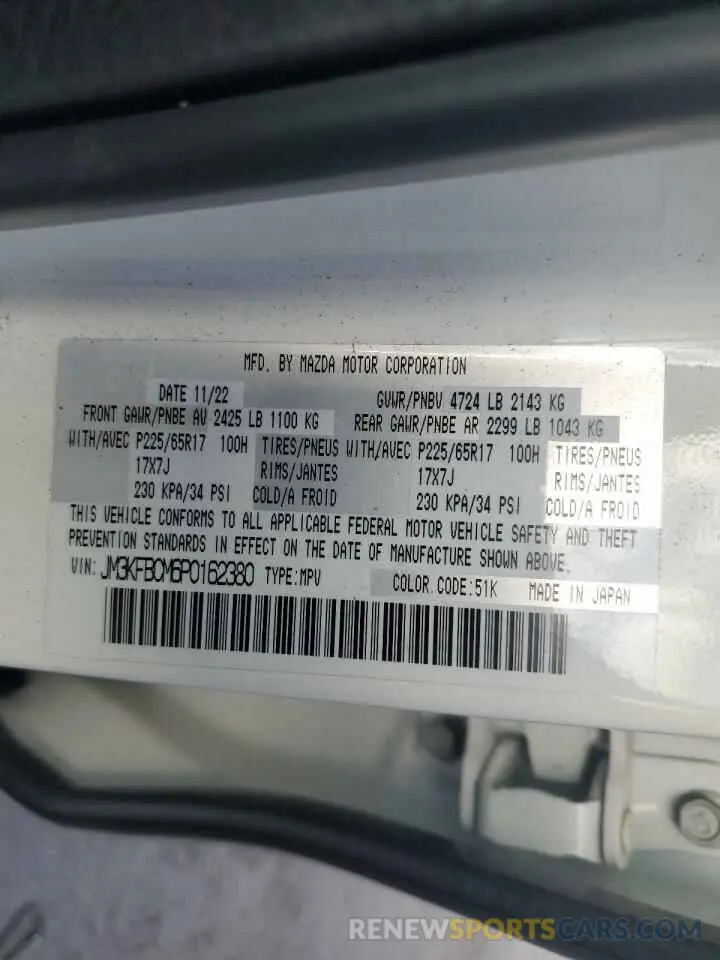 MFD. BY MAZDA MOTOR CORPORATION
DATE 11/22 GVWR/PNBV 4724 LB 2143 KG
FRONT GAWR/PNBE AV 2425 LB 1100 KG REAR GAWR/PNBE AR 2299 LB 1043 KG
WITH/AVEC P225/65R17 100H TIRES/PNEUS WITH/AVEC P225/65R17 100H TIRES/PNEUS
17X7J RIMS/JANTES 17X7J RIMS/JANTES
230 KPA/34 PSI COLD/A FROID 230 KPA/34 PSI COLD/A FROID
THIS VEHICLE CONFORMS TO ALL APPLICABLE FEDERAL MOTOR VEHICLE SAFETY AND THEFT
PREVENTION STANDARDS IN EFFECT ON THE DATE OF MANUFACTURE SHOWN ABOVE.
VIN: JM3KFBCM6P0162380 TYPE:MPV COLOR CODE:51K MADE IN JAPAN
RENEWSPORTSCARS.COM